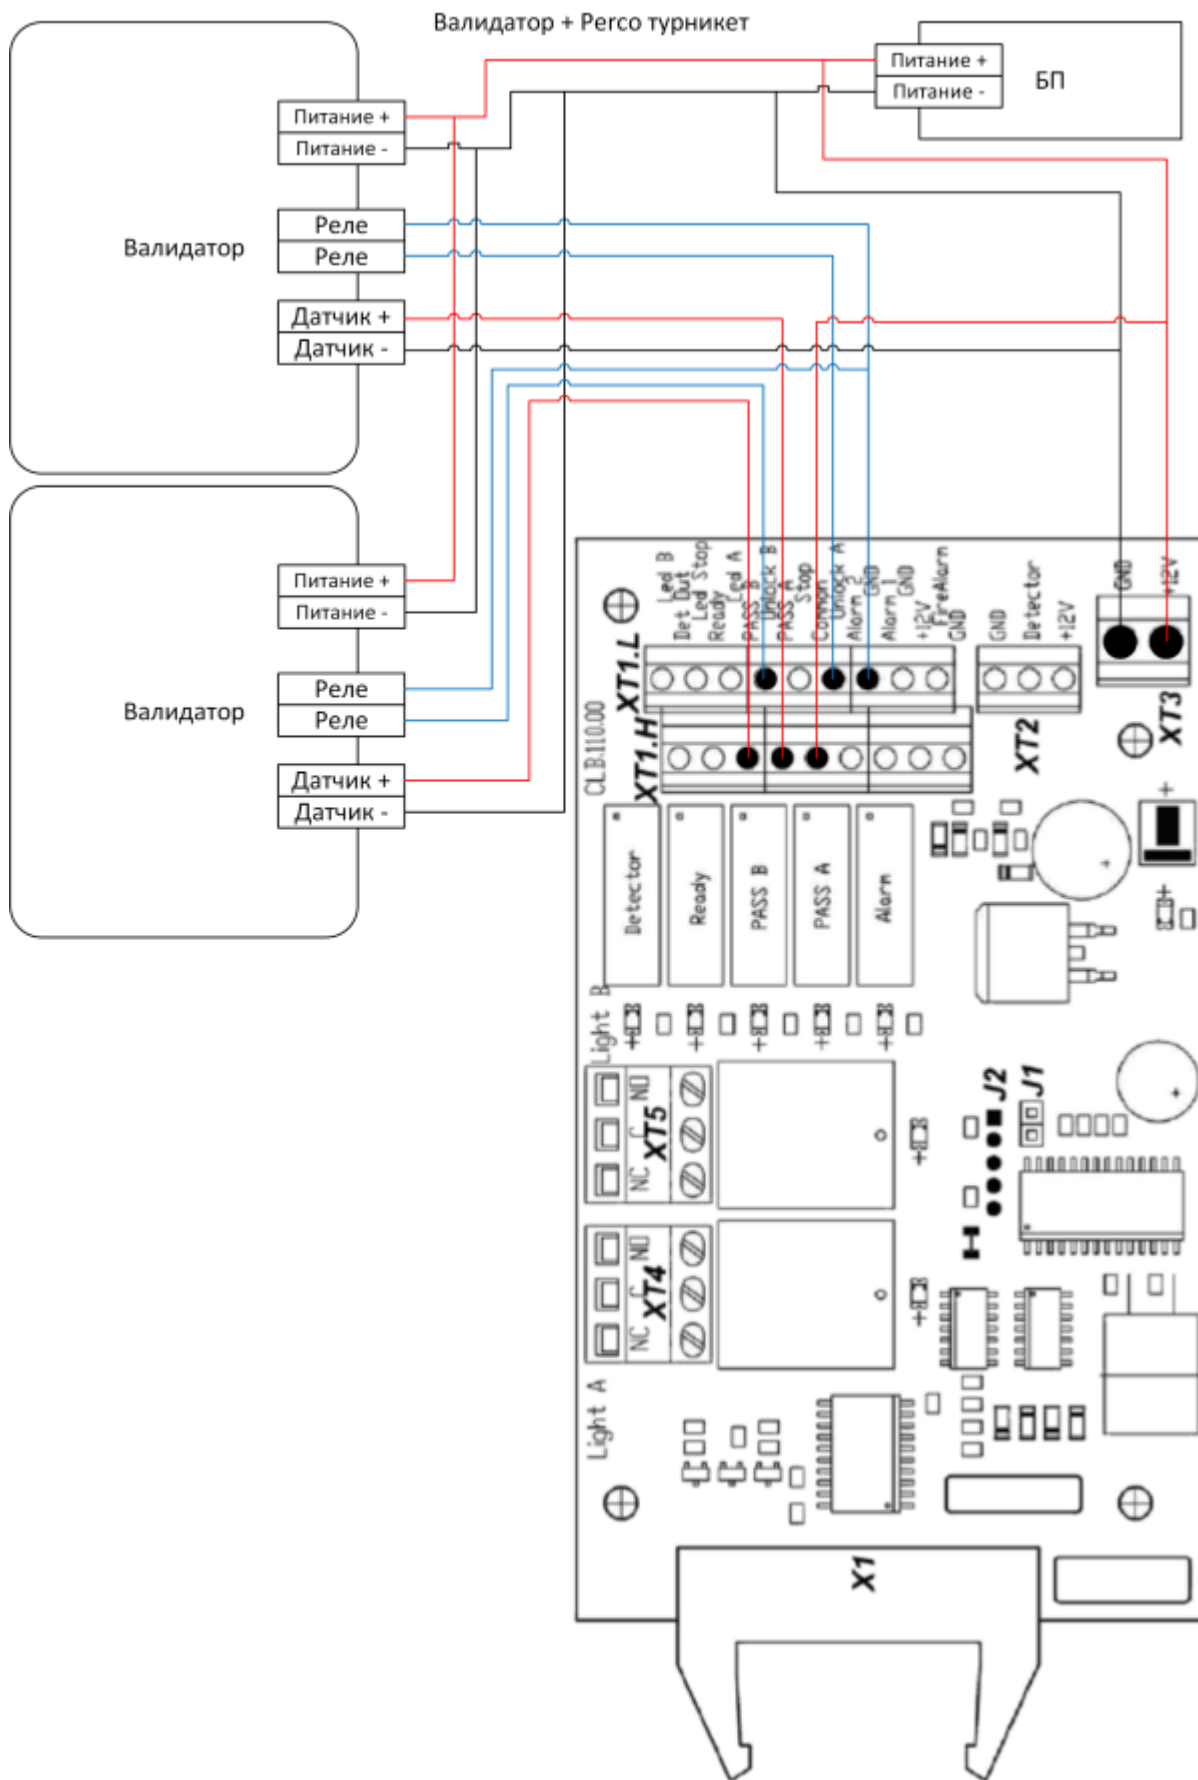 Валидатор + Perco турникет
Питание +
Питание -
БП
Питание +
Питание -
Реле
Реле
Валидатор
Датчик +
Датчик -
Питание +
Питание -
Реле
Реле
Валидатор
Датчик +
Датчик -
Led B
Det Out
Led Stop
Ready
Led A
PASS B
Unlock B
PASS A
Stop
Common
Unlock A
Alarm 2
GND
Alarm 1
GND
+12V
FireAlarm
GND
GND
Detector
+12V
GND
+12V
XT1.L
XT1.H
XT2
XT3
CLB.110.00
Detector
Ready
PASS B
PASS A
Alarm
Light B
NO
C
NC
XT5
NO
C
NC
XT4
Light A
J2
J1
X1